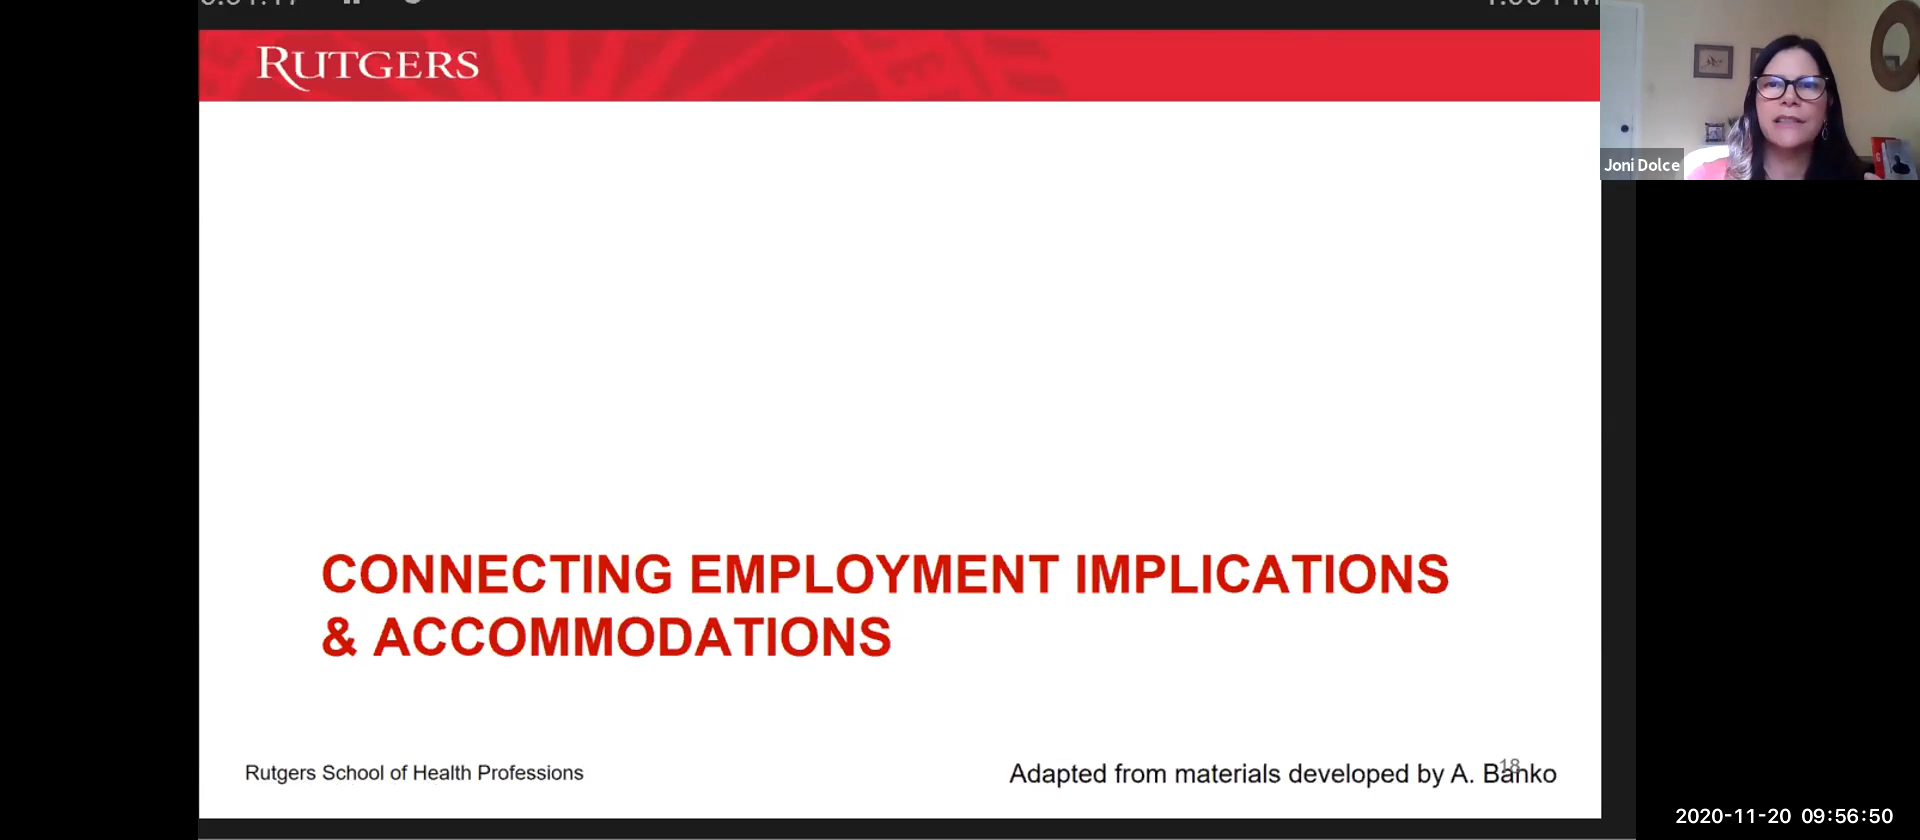 RUTGERS
Joni Dolce
CONNECTING EMPLOYMENT IMPLICATIONS
& ACCOMMODATIONS
Rutgers School of Health Professions
Adapted from materials developed by A. Banko
18
2020-11-20 09:56:50